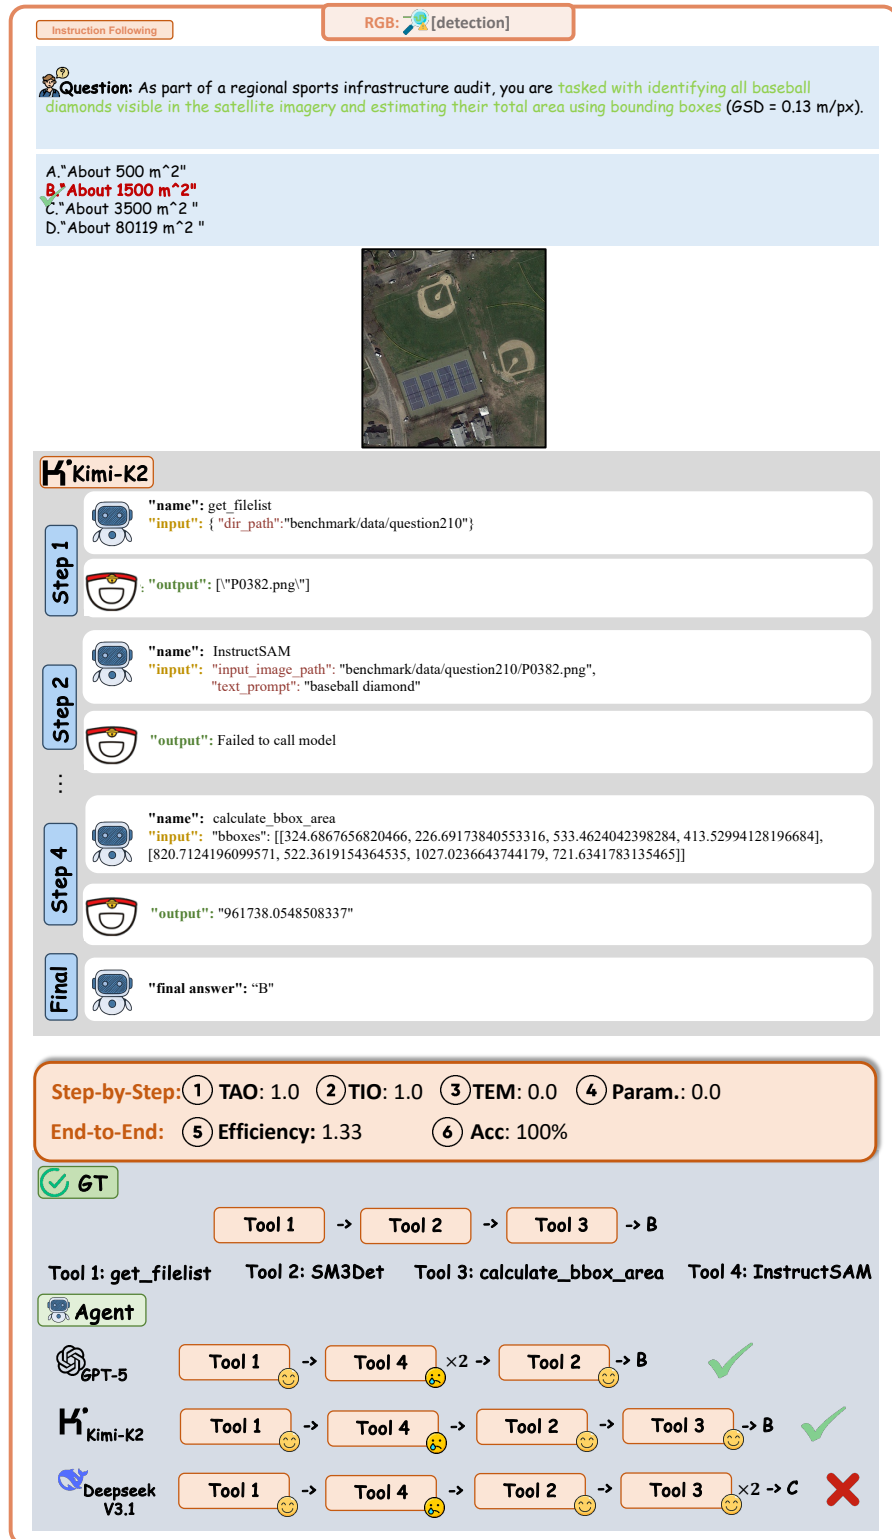 Instruction Following
RGB: [detection]
Question: As part of a regional sports infrastructure audit, you are tasked with identifying all baseball
diamonds visible in the satellite imagery and estimating their total area using bounding boxes (GSD = 0.13 m/px).
A."About 500 m^2"
B."About 1500 m^2"
C."About 3500 m^2 "
D."About 80119 m^2 "
Kimi-K2
Step 1
"name": get_filelist
"input": { "dir_path":"benchmark/data/question210"}
: "output": [\"P0382.png\"]
Step 2
"name": InstructSAM
"input": "input_image_path": "benchmark/data/question210/P0382.png",
"text_prompt": "baseball diamond"
"output": Failed to call model
⋮
Step 4
"name": calculate_bbox_area
"input": "bboxes": [[324.6867656820466, 226.69173840553316, 533.4624042398284, 413.52994128196684],
[820.7124196099571, 522.3619154364535, 1027.0236643744179, 721.6341783135465]]
"output": "961738.0548508337"
Final
"final answer": “B"
Step-by-Step: 1 TAO: 1.0 2 TIO: 1.0 3 TEM: 0.0 4 Param.: 0.0
End-to-End: 5 Efficiency: 1.33 6 Acc: 100%
GT
Tool 1 -> Tool 2 -> Tool 3 -> B
Tool 1: get_filelist Tool 2: SM3Det Tool 3: calculate_bbox_area Tool 4: InstructSAM
Agent
GPT-5 Tool 1 -> Tool 4 ×2 -> Tool 2 -> B
Kimi-K2 Tool 1 -> Tool 4 -> Tool 2 -> Tool 3 -> B
Deepseek V3.1 Tool 1 -> Tool 4 -> Tool 2 -> Tool 3 ×2 -> C